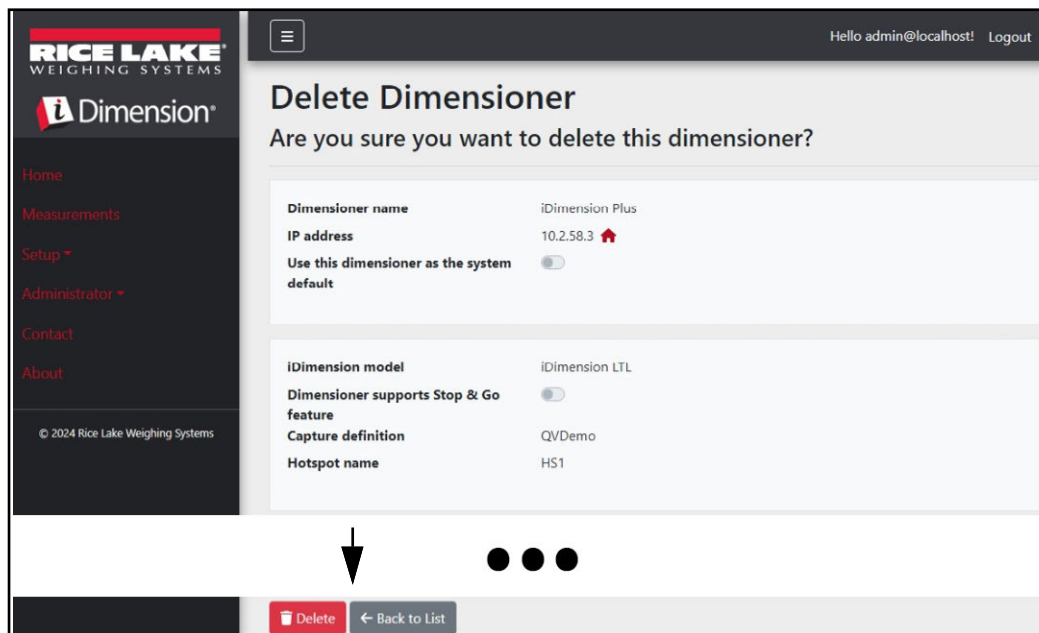 RICE LAKE®
WEIGHING SYSTEMS
i Dimension®
Home
Measurements
Setup
Administrator
Contact
About
© 2024 Rice Lake Weighing Systems
Hello admin@localhost! Logout
Delete Dimensioner
Are you sure you want to delete this dimensioner?
Dimensioner name iDimension Plus
IP address 10.2.58.3
Use this dimensioner as the system
default
iDimension model iDimension LTL
Dimensioner supports Stop & Go
feature
Capture definition QVDemo
Hotspot name HS1
Delete ← Back to List